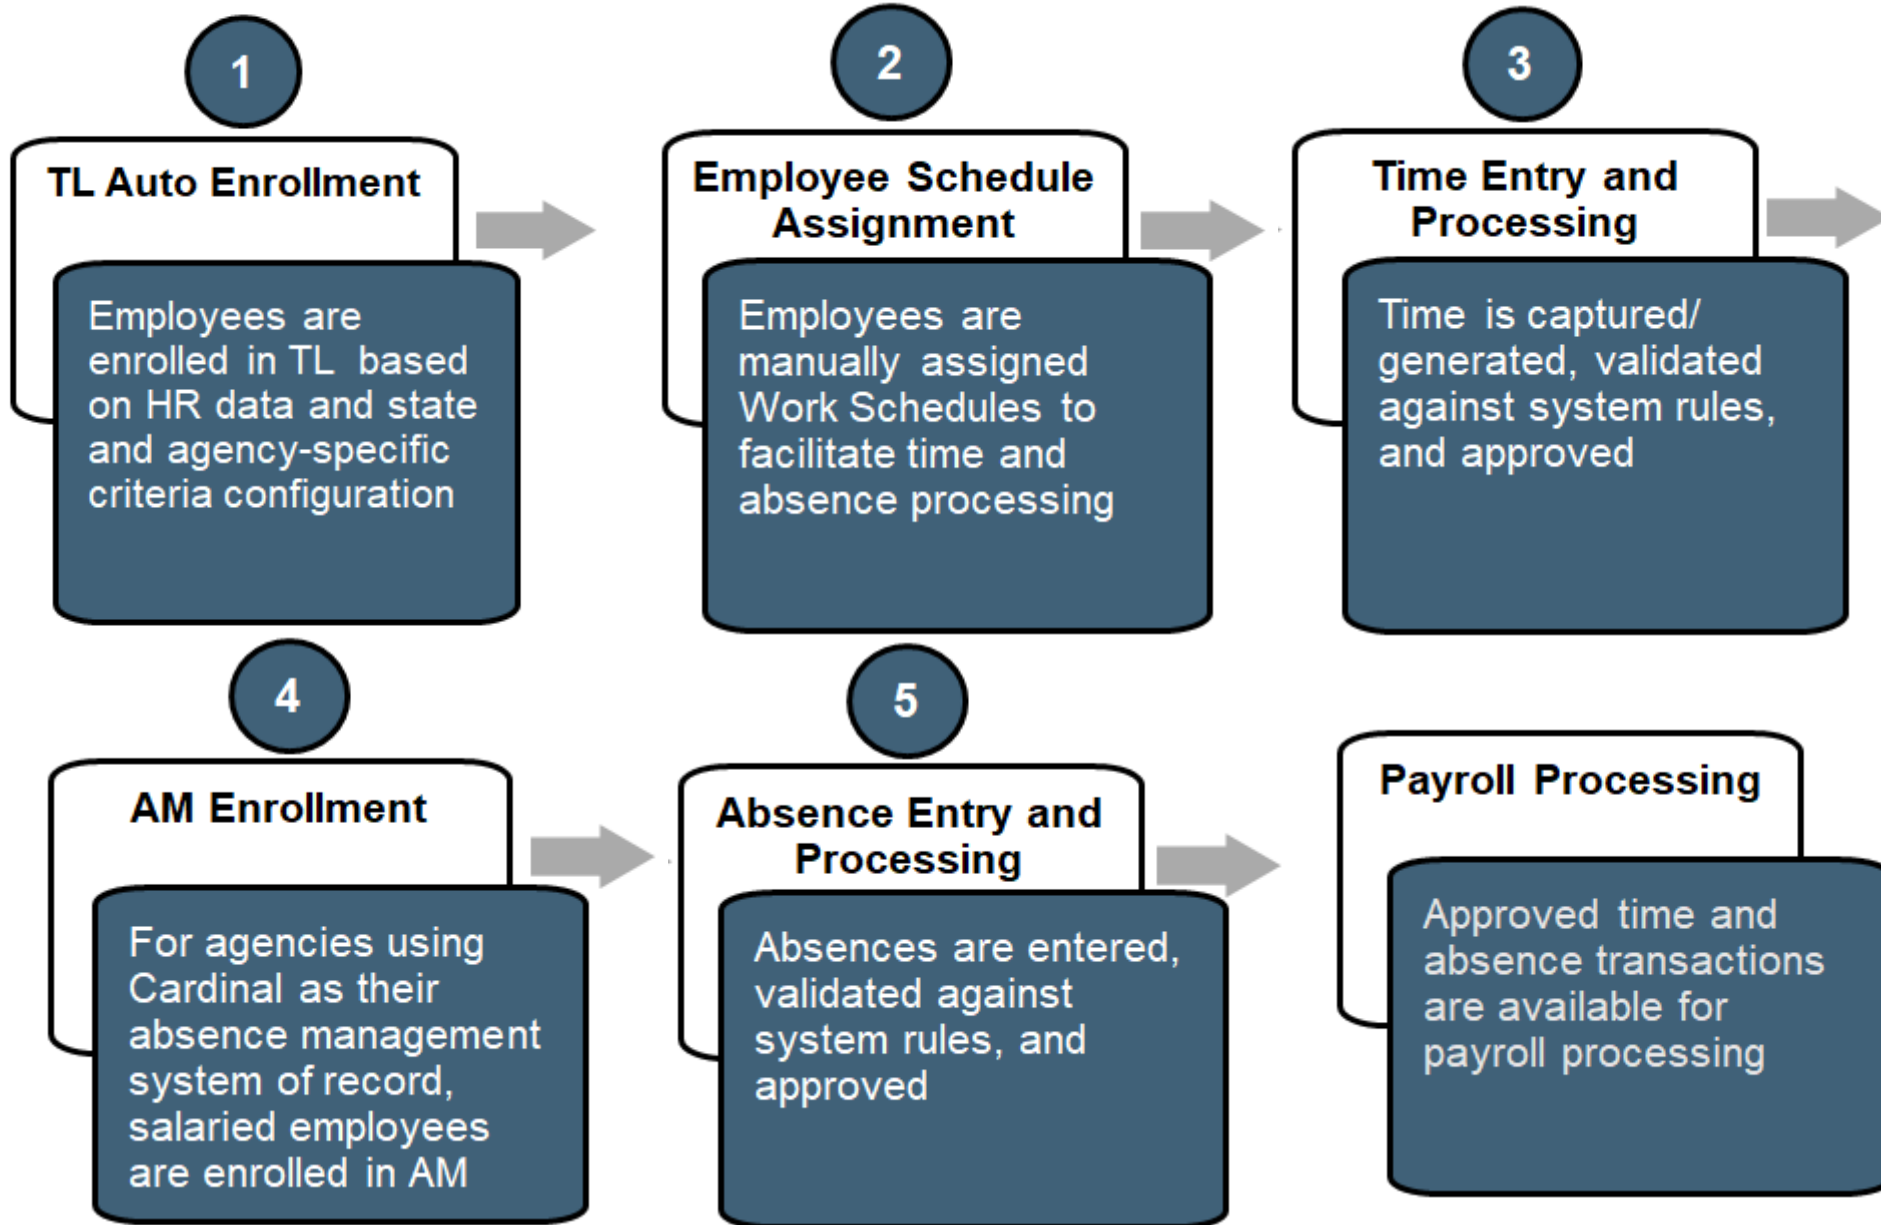 1
TL Auto Enrollment
Employees are
enrolled in TL based
on HR data and state
and agency-specific
criteria configuration
2
Employee Schedule
Assignment
Employees are
manually assigned
Work Schedules to
facilitate time and
absence processing
3
Time Entry and
Processing
Time is captured/
generated, validated
against system rules,
and approved
4
AM Enrollment
For agencies using
Cardinal as their
absence management
system of record,
salaried employees
are enrolled in AM
5
Absence Entry and
Processing
Absences are entered,
validated against
system rules, and
approved
Payroll Processing
Approved time and
absence transactions
are available for
payroll processing